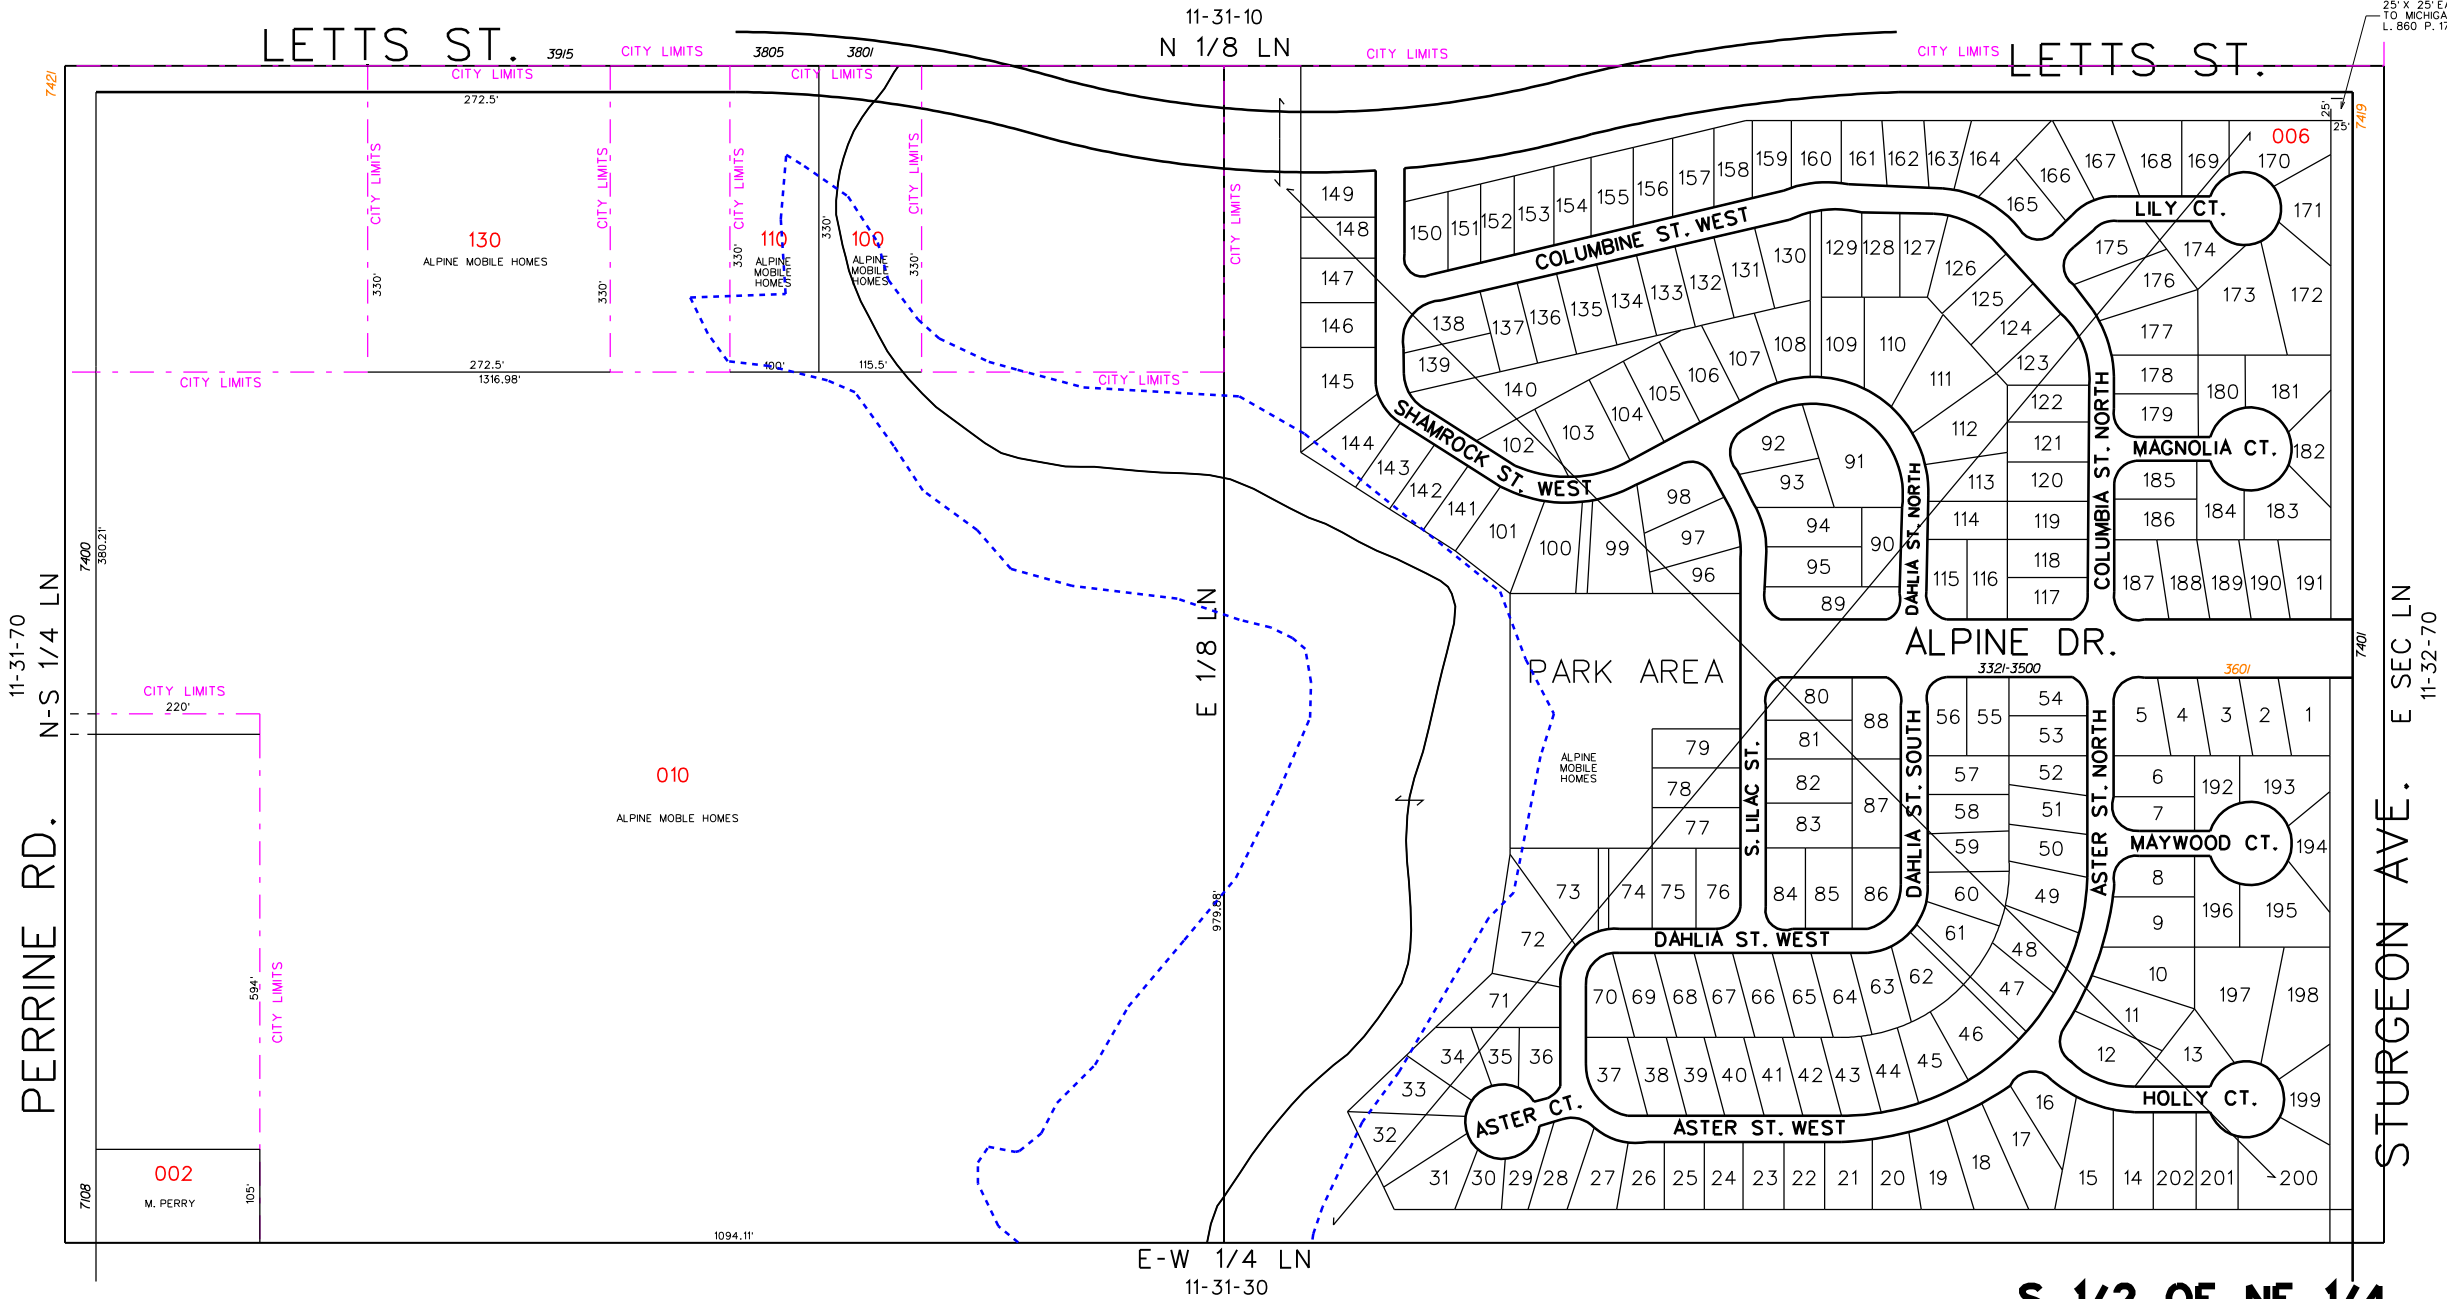 11-31-10
N 1/8 LN
LETTS ST.
3915
CITY LIMITS
3805
3801
CITY LIMITS
CITY LIMITS
LETTS ST.
25' X 25' EA
TO MICHIGA
L. 860 P. 17
7421
CITY LIMITS
CITY LIMITS
272.5'
25'
25'
7419
006
CITY LIMITS
CITY LIMITS
CITY LIMITS
CITY LIMITS
CITY LIMITS
130
ALPINE MOBILE HOMES
110
ALPINE
MOBILE
HOMES
100
ALPINE
MOBILE
HOMES
330'
330'
330'
330'
330'
272.5'
1316.98'
100'
115.5'
CITY LIMITS
CITY LIMITS
149
148
147
146
145
144
143
142
141
150 151 152 153 154 155 156 157 158 159 160 161 162 163 164
165 166 167 168 169 170
171
172
173
174
175
176
177
LILY CT.
COLUMBINE ST. WEST
138 137 136 135 134 133 132 131 130 129 128 127
126
125
124
123
139
140
102 103 104 105 106 107 108 109 110
111
112
113
114
115 116
122
121
120
119
118
117
178
179
180 181
182
MAGNOLIA CT.
185
186
184 183
187 188 189 190 191
SHAMROCK ST. WEST
101 100 99
98
97
96
92
93
91
94
95
90
89
DAHLIA ST. NORTH
COLUMBIA ST. NORTH
7400
380.21'
11-31-70
N-S 1/4 LN
E 1/8 LN
ALPINE DR.
3321-3500
3601
7401
E SEC LN
11-32-70
PARK AREA
ALPINE
MOBILE
HOMES
CITY LIMITS
220'
010
ALPINE MOBLE HOMES
80
81
82
83
88
87
79
78
77
56 55
54
53
52
51
50
49
57
58
59
60
61
5 4 3 2 1
6
7
192 193
194
MAYWOOD CT.
8
9
196 195
S. LILAC ST.
DAHLIA ST. SOUTH
ASTER ST. NORTH
73 74 75 76
84 85 86
72
71
DAHLIA ST. WEST
70 69 68 67 66 65 64 63 62
48
47
46
10
11
12
13
197 198
199
34 35 36
33
32
31
37 38 39 40 41 42 43 44 45
ASTER CT.
ASTER ST. WEST
HOLLY CT.
16
17
30 29 28 27 26 25 24 23 22 21 20 19 18 15 14 202 201 200
PERRINE RD.
594'
CITY LIMITS
979.88'
STURGEON AVE.
7108
002
M. PERRY
105'
1094.11'
E-W 1/4 LN
11-31-30
S 1/2 OF NE 1/4